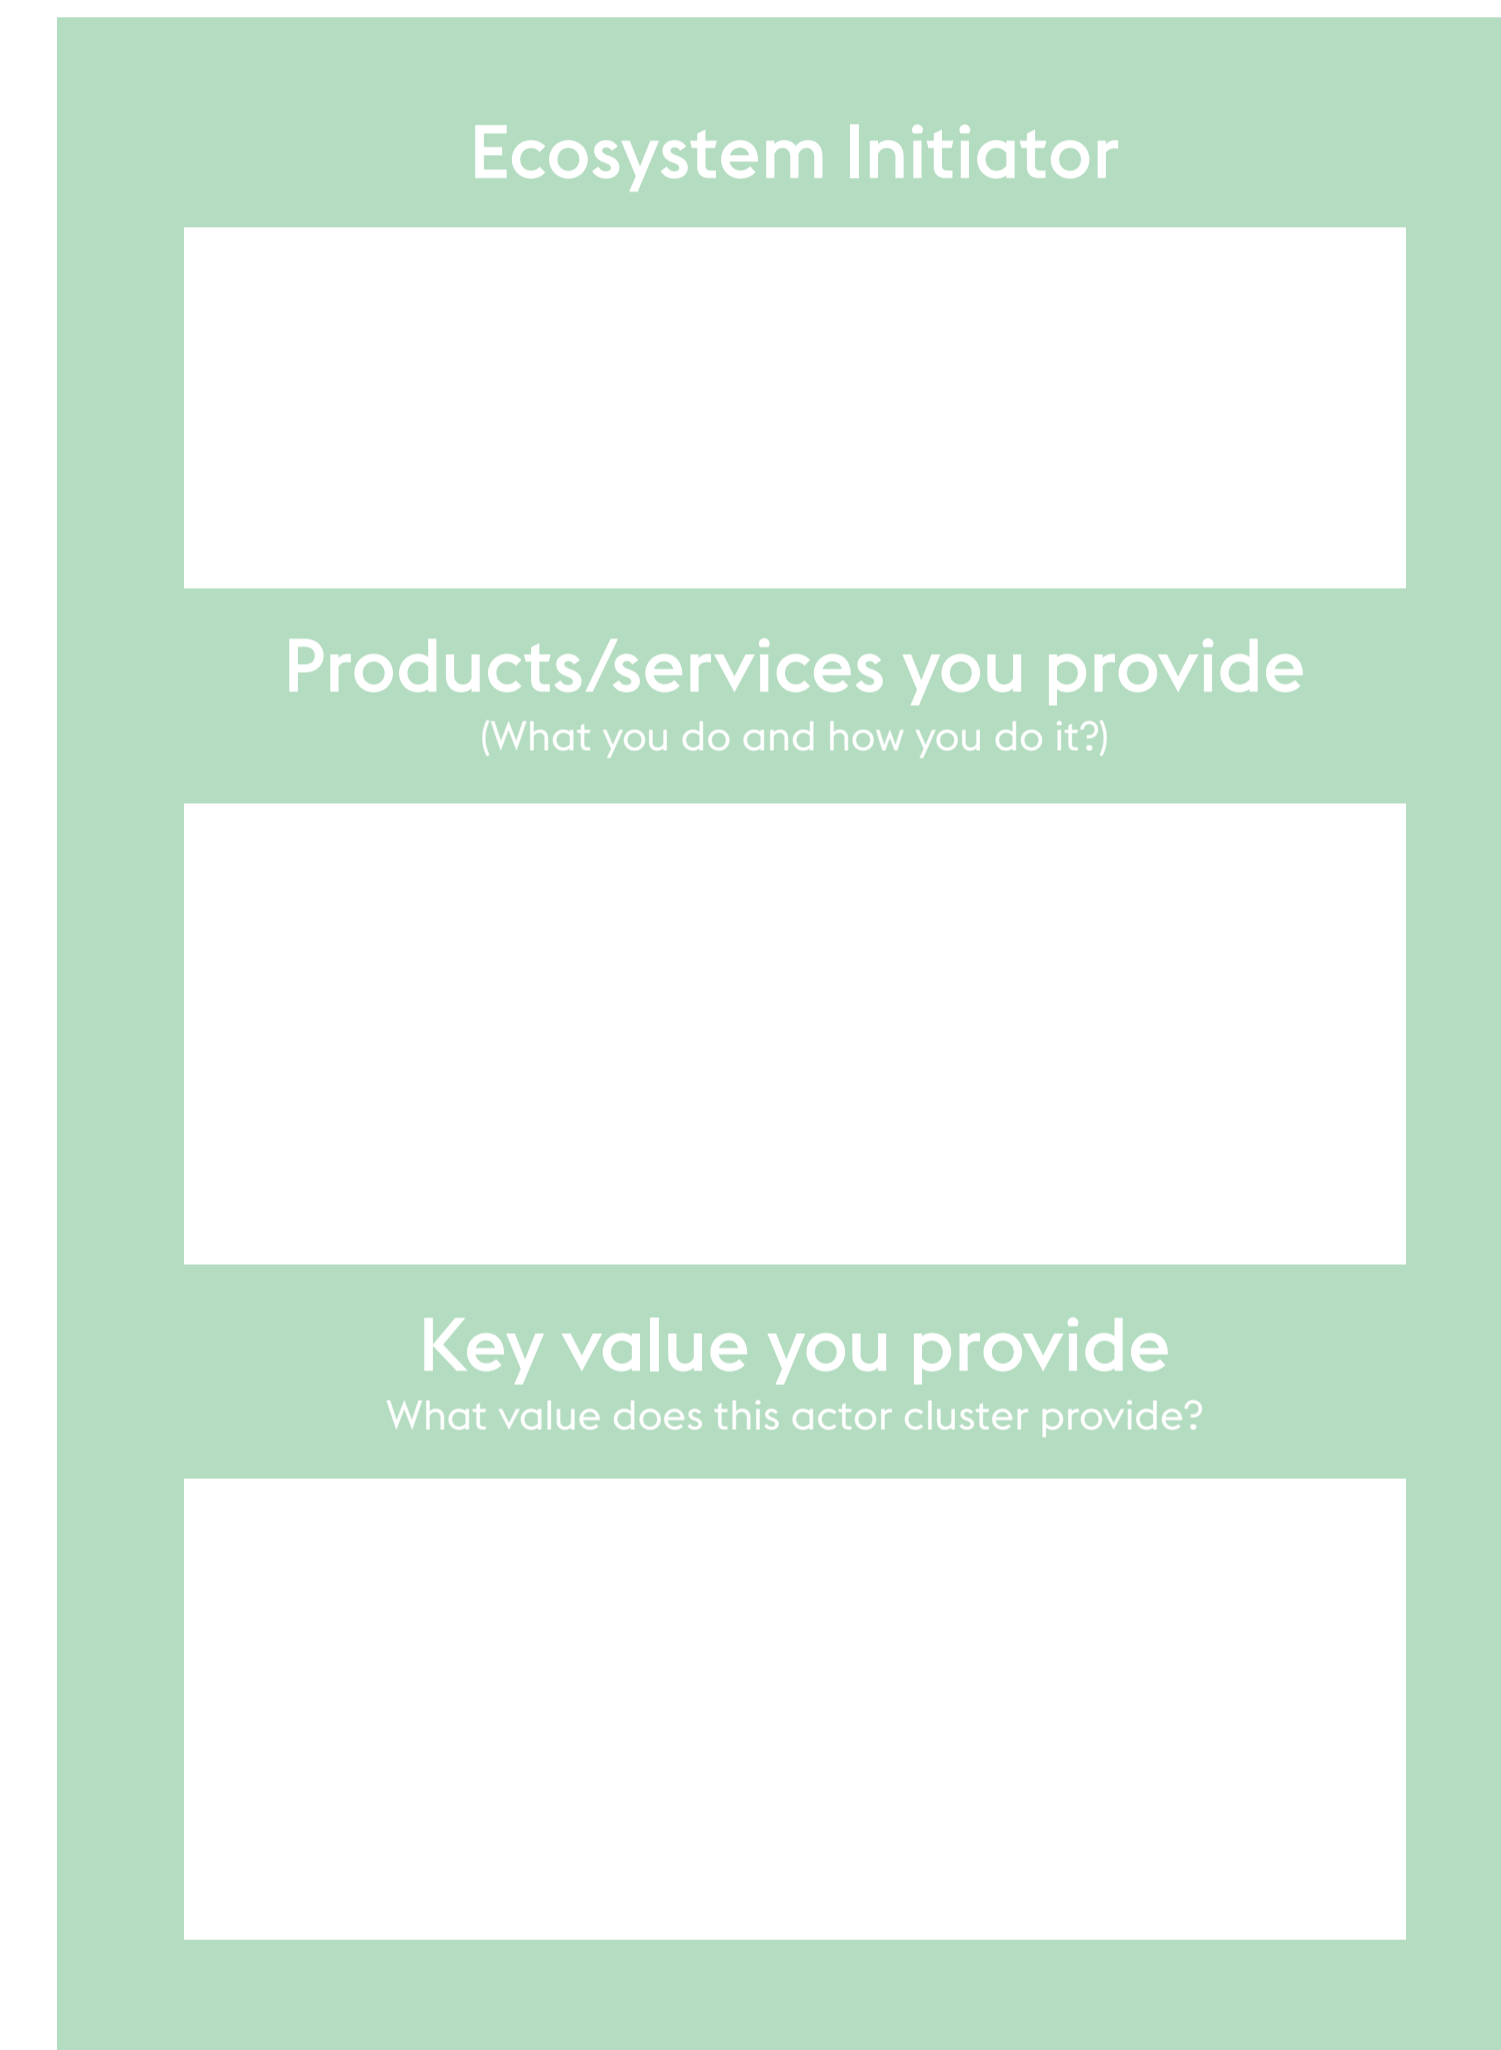 Ecosystem Initiator
Products/services you provide
(What you do and how you do it?)
Key value you provide
What value does this actor cluster provide?